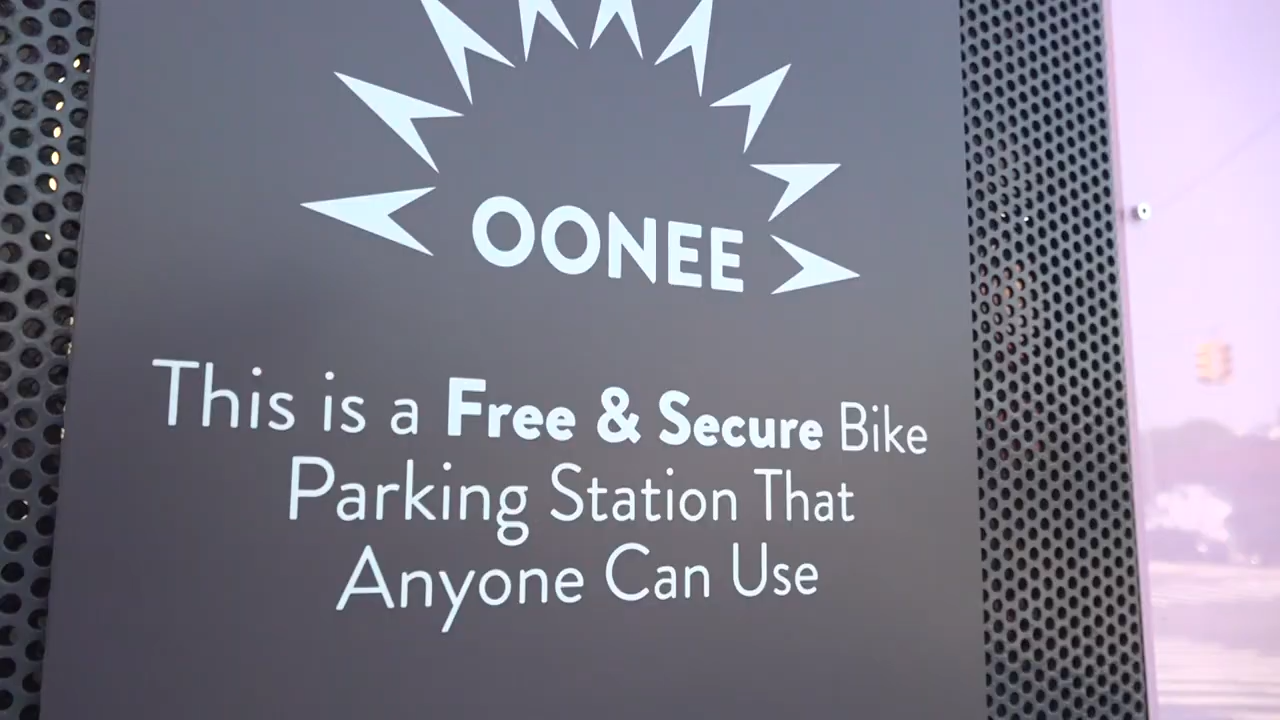 OONEE
This is a Free & Secure Bike
Parking Station That
Anyone Can Use